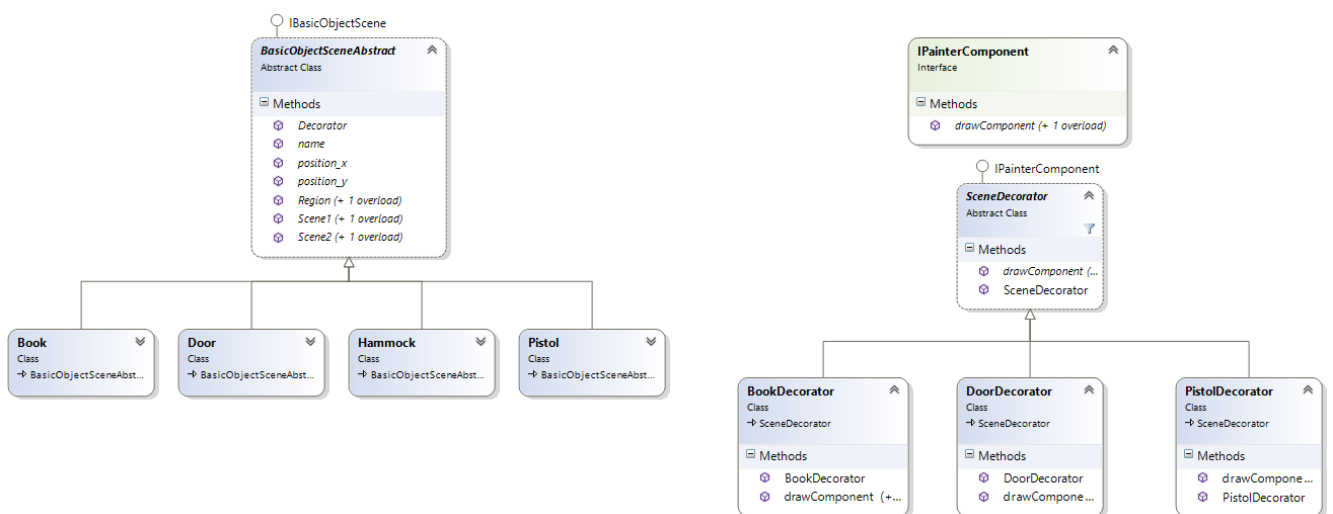 IBasicObjectScene
BasicObjectSceneAbstract
Abstract Class
Methods
Decorator
name
position_x
position_y
Region (+ 1 overload)
Scene1 (+ 1 overload)
Scene2 (+ 1 overload)
Book
Class
BasicObjectSceneAbst...
Door
Class
BasicObjectSceneAbst...
Hammock
Class
BasicObjectSceneAbst...
Pistol
Class
BasicObjectSceneAbst...
IPainterComponent
Interface
Methods
drawComponent (+ 1 overload)
IPainterComponent
SceneDecorator
Abstract Class
Methods
drawComponent (...
SceneDecorator
BookDecorator
Class
SceneDecorator
Methods
BookDecorator
drawComponent (+...
DoorDecorator
Class
SceneDecorator
Methods
DoorDecorator
drawCompone...
PistolDecorator
Class
SceneDecorator
Methods
drawCompone...
PistolDecorator